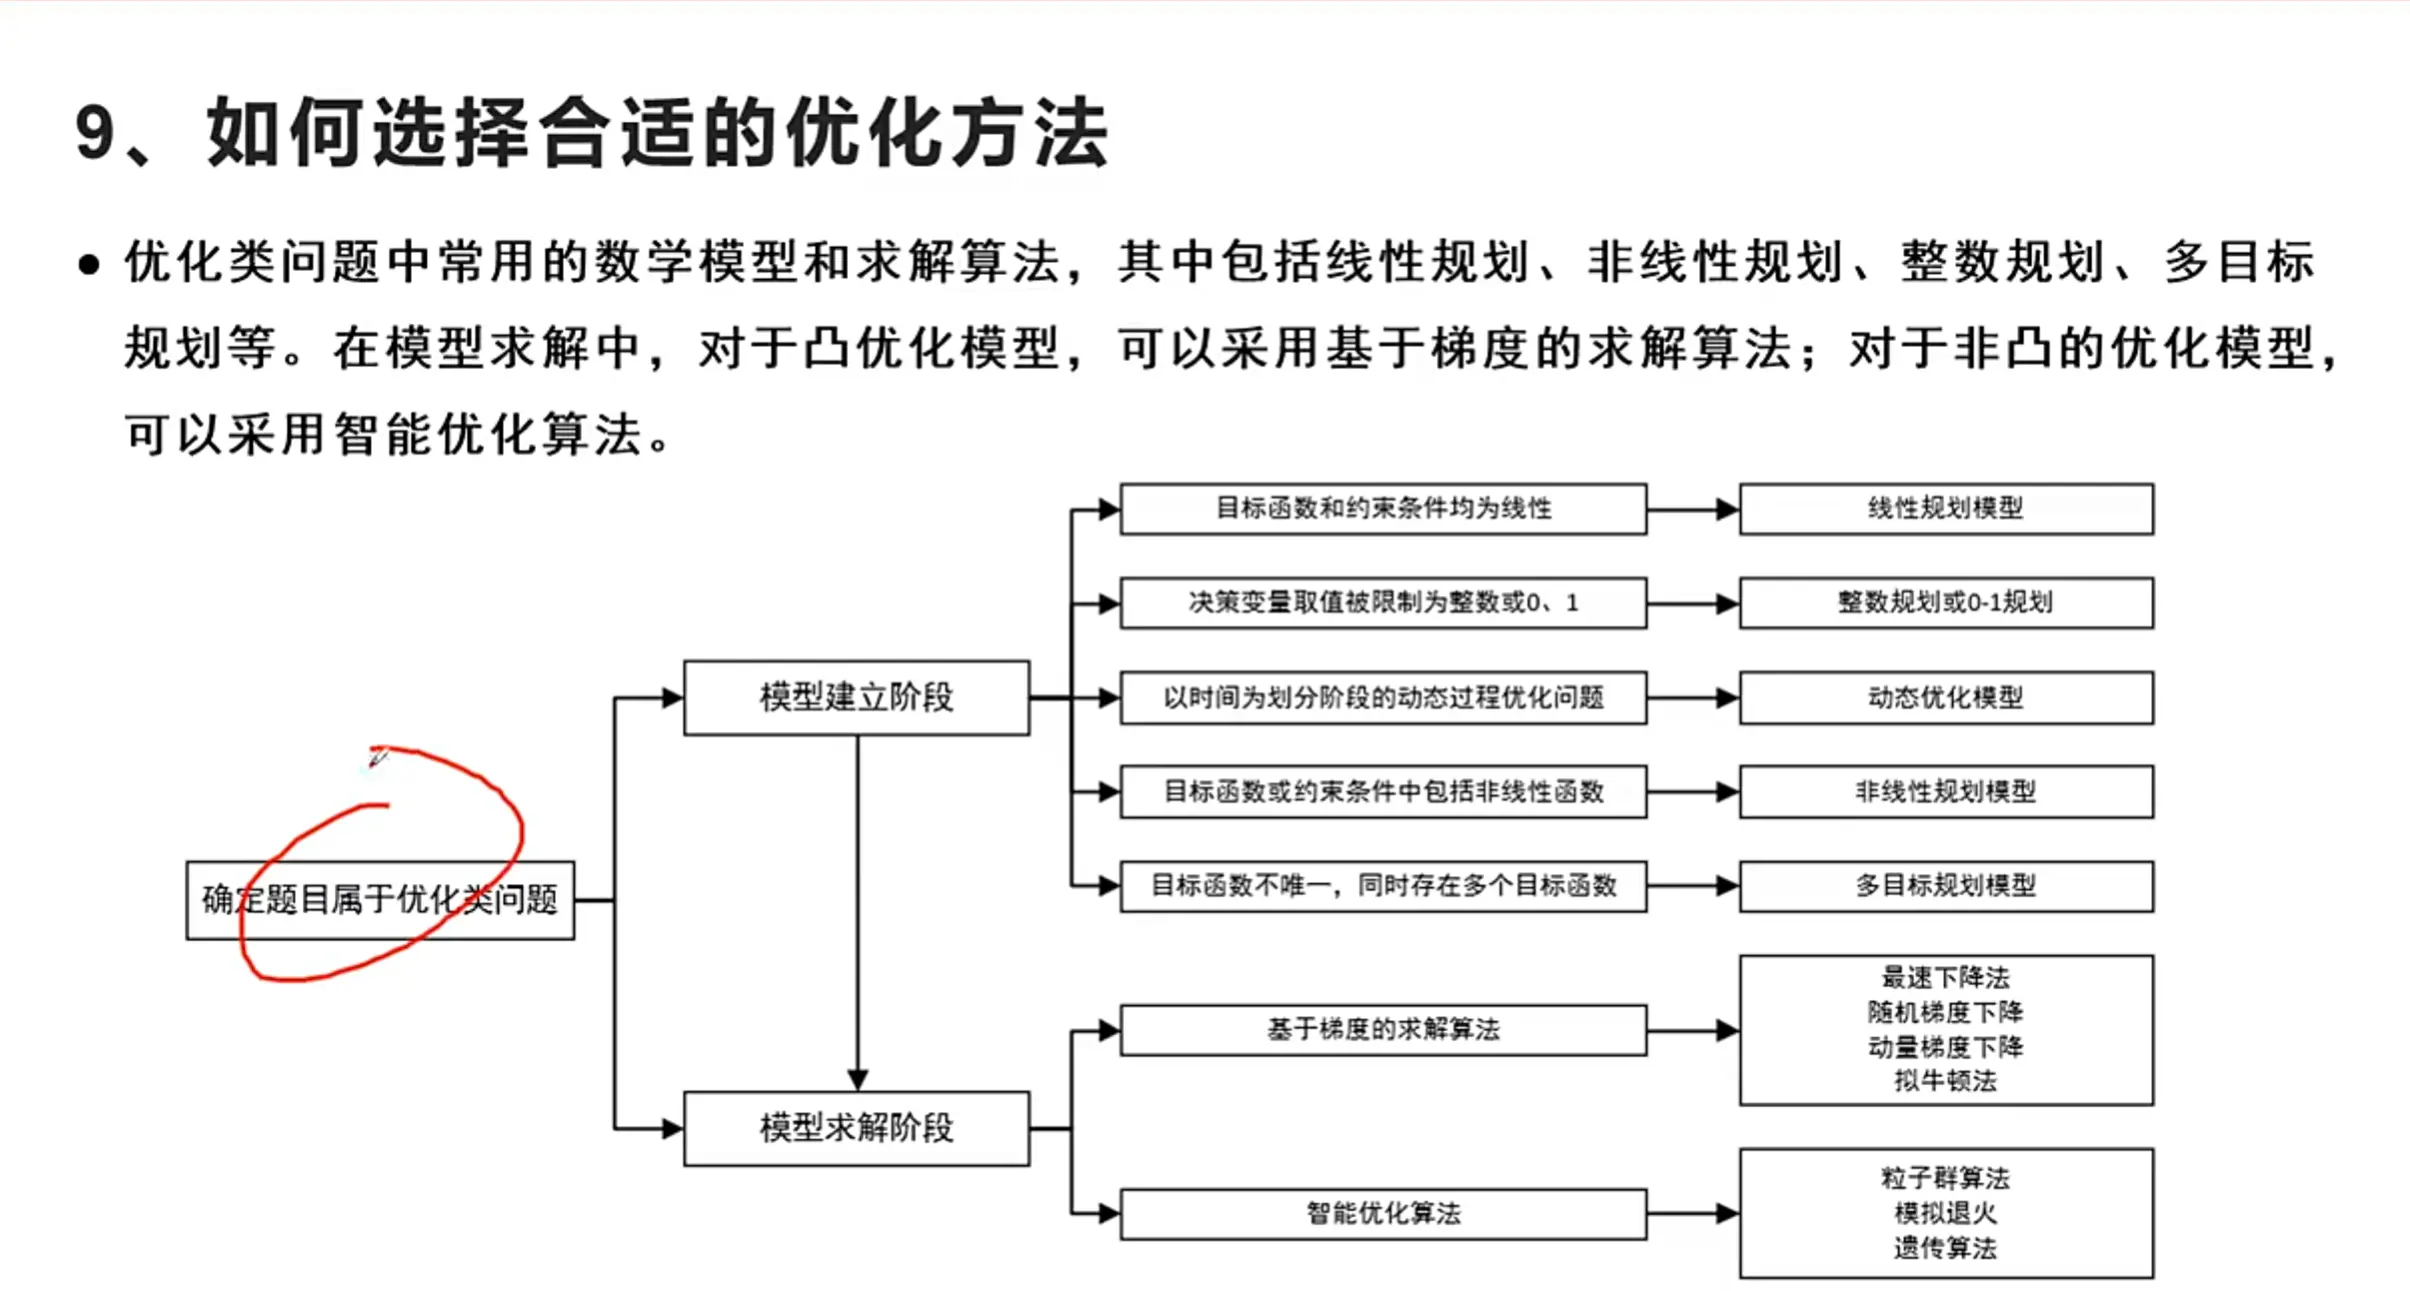 9、如何选择合适的优化方法
● 优化类问题中常用的数学模型和求解算法，其中包括线性规划、非线性规划、整数规划、多目标
规划等。在模型求解中，对于凸优化模型，可以采用基于梯度的求解算法；对于非凸的优化模型，
可以采用智能优化算法。
确定题目属于优化类问题
模型建立阶段
目标函数和约束条件均为线性
线性规划模型
决策变量取值被限制为整数或0、1
整数规划或0-1规划
以时间为划分阶段的动态过程优化问题
动态优化模型
目标函数或约束条件中包括非线性函数
非线性规划模型
目标函数不唯一，同时存在多个目标函数
多目标规划模型
模型求解阶段
基于梯度的求解算法
最速下降法
随机梯度下降
动量梯度下降
拟牛顿法
智能优化算法
粒子群算法
模拟退火
遗传算法